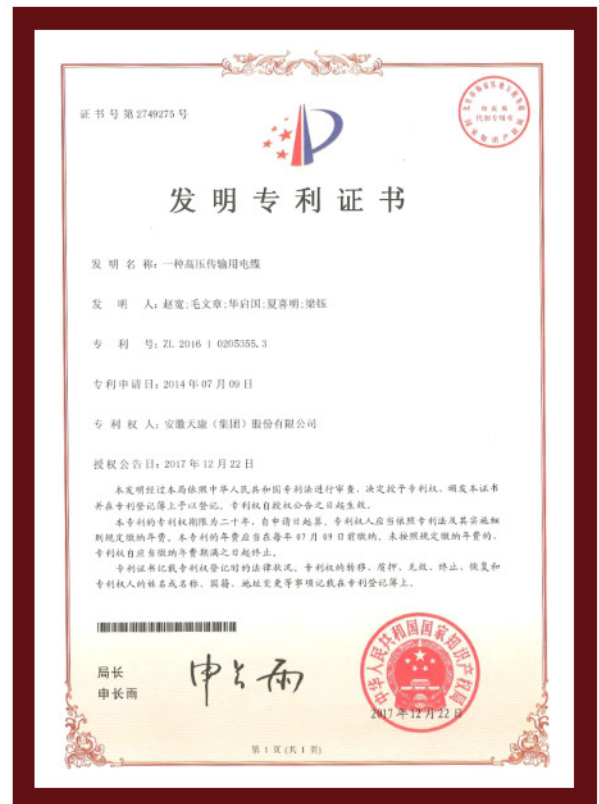 证书号第2749275号
发明专利证书
发 明 名 称：一种高压传输用电缆
发 明 人：赵宽;毛文章;华启国;夏喜明;梁钰
专 利 号：ZL 2016 1 0205355.3
专利申请日：2014年07月09日
专 利 权 人：安徽天康（集团）股份有限公司
授权公告日：2017年12月22日
本发明经过本局依照中华人民共和国专利法进行审查，决定授予专利权，颁发本证书
并在专利登记簿上予以登记。专利权自授权公告之日起生效。
本专利的专利权期限为二十年，自申请日起算。专利权人应当依照专利法及其实施细
则规定缴纳年费。本专利的年费应当在每年07月09日前缴纳。未按照规定缴纳年费的，
专利权自应当缴纳年费期满之日起终止。
专利证书记载专利权登记时的法律状况。专利权的转移、质押、无效、终止、恢复和
专利权人的姓名或名称、国籍、地址变更等事项记载在专利登记簿上。
局长
申长雨
申长雨
中华人民共和国国家知识产权局
2017年12月22日
第 1 页 (共 1 页)